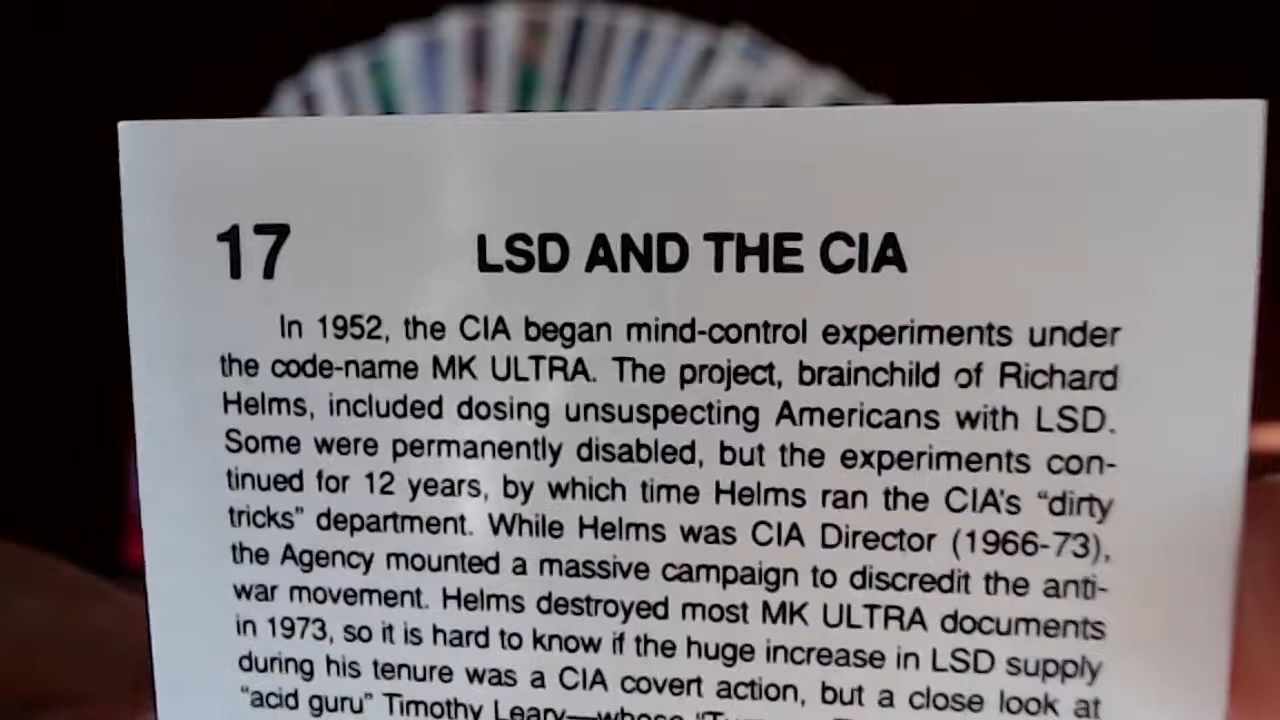 17 LSD AND THE CIA
In 1952, the CIA began mind-control experiments under
the code-name MK ULTRA. The project, brainchild of Richard
Helms, included dosing unsuspecting Americans with LSD.
Some were permanently disabled, but the experiments con-
tinued for 12 years, by which time Helms ran the CIA's “dirty
tricks” department. While Helms was CIA Director (1966-73),
the Agency mounted a massive campaign to discredit the anti-
war movement. Helms destroyed most MK ULTRA documents
in 1973, so it is hard to know if the huge increase in LSD supply
during his tenure was a CIA covert action, but a close look at
“acid guru” Timothy Leary—whose